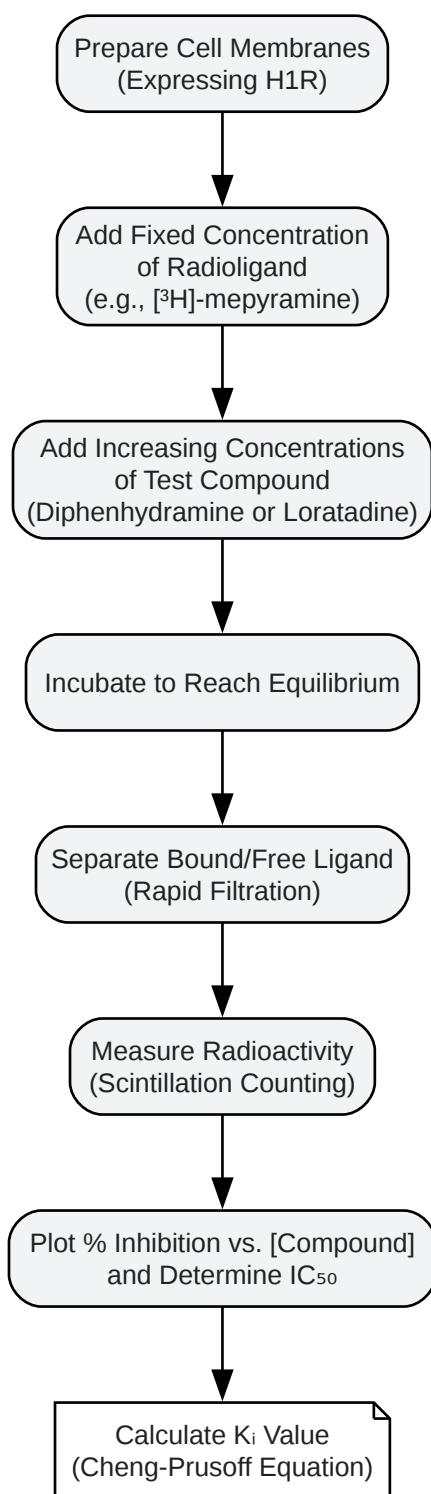 Prepare Cell Membranes
(Expressing H1R)
Add Fixed Concentration
of Radioligand
(e.g., [³H]-mepyramine)
Add Increasing Concentrations
of Test Compound
(Diphenhydramine or Loratadine)
Incubate to Reach Equilibrium
Separate Bound/Free Ligand
(Rapid Filtration)
Measure Radioactivity
(Scintillation Counting)
Plot % Inhibition vs. [Compound]
and Determine IC₅₀
Calculate Kᵢ Value
(Cheng-Prusoff Equation)